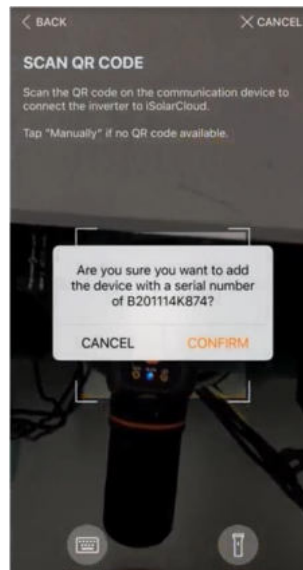 BACK
CANCEL
SCAN QR CODE
Scan the QR code on the communication device to
connect the inverter to iSolarCloud.
Tap "Manually" if no QR code available.
Are you sure you want to add
the device with a serial number
of B201114K874?
CANCEL
CONFIRM